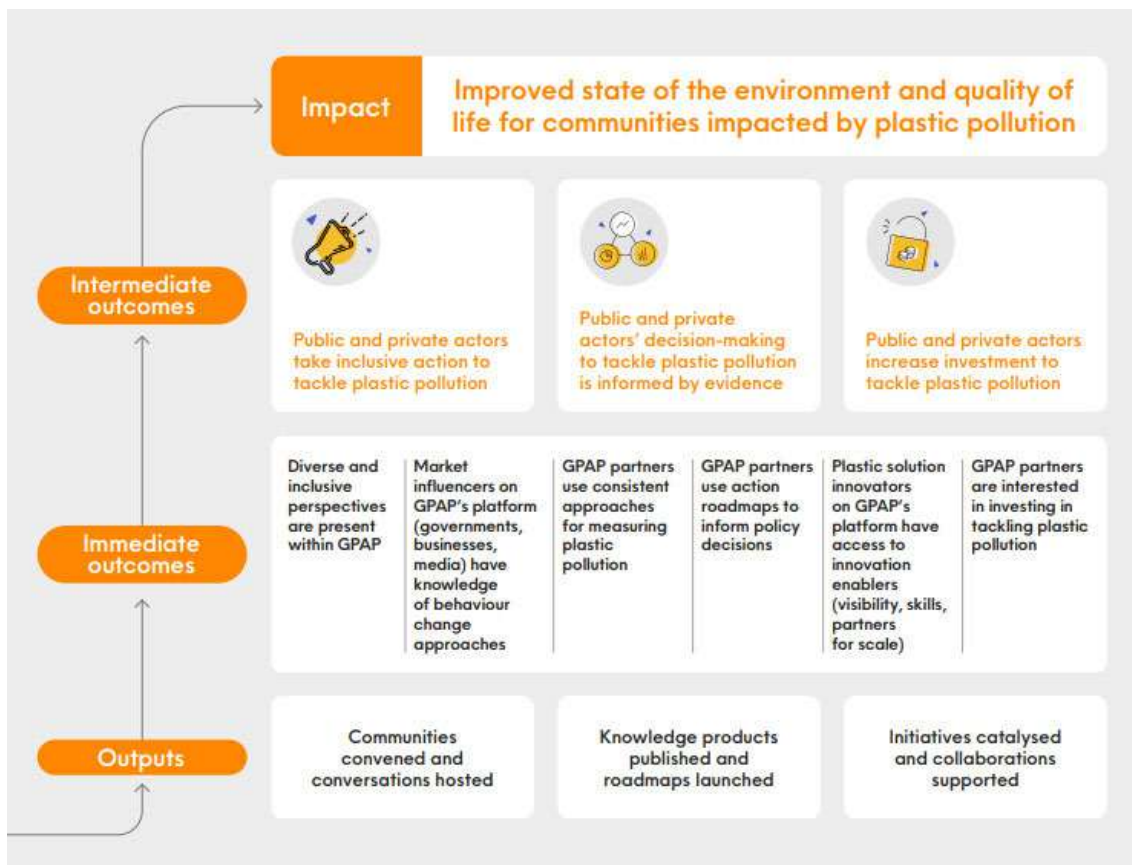 Impact
Improved state of the environment and quality of
life for communities impacted by plastic pollution
Intermediate
outcomes
Public and private actors
take inclusive action to
tackle plastic pollution
Public and private
actors' decision-making
to tackle plastic pollution
is informed by evidence
Public and private actors
increase investment to
tackle plastic pollution
Immediate
outcomes
Diverse and
inclusive
perspectives
are present
within GPAP
Market
influencers on
GPAP's platform
(governments,
businesses,
media) have
knowledge
of behaviour
change
approaches
GPAP partners
use consistent
approaches
for measuring
plastic
pollution
GPAP partners
use action
roadmaps to
inform policy
decisions
Plastic solution
innovators
on GPAP's
platform have
access to
innovation
enablers
(visibility, skills,
partners
for scale)
GPAP partners
are interested
in investing in
tackling plastic
pollution
Outputs
Communities
convened and
conversations hosted
Knowledge products
published and
roadmaps launched
Initiatives catalysed
and collaborations
supported